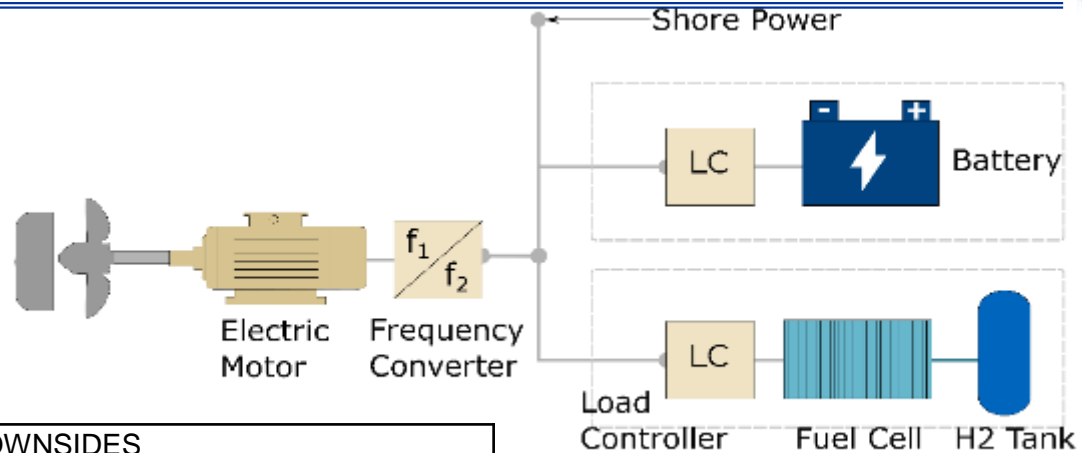 Shore Power
- +
LC
Battery
f1
f2
Electric
Motor
Frequency
Converter
LC
Load
Controller
Fuel Cell
H2 Tank